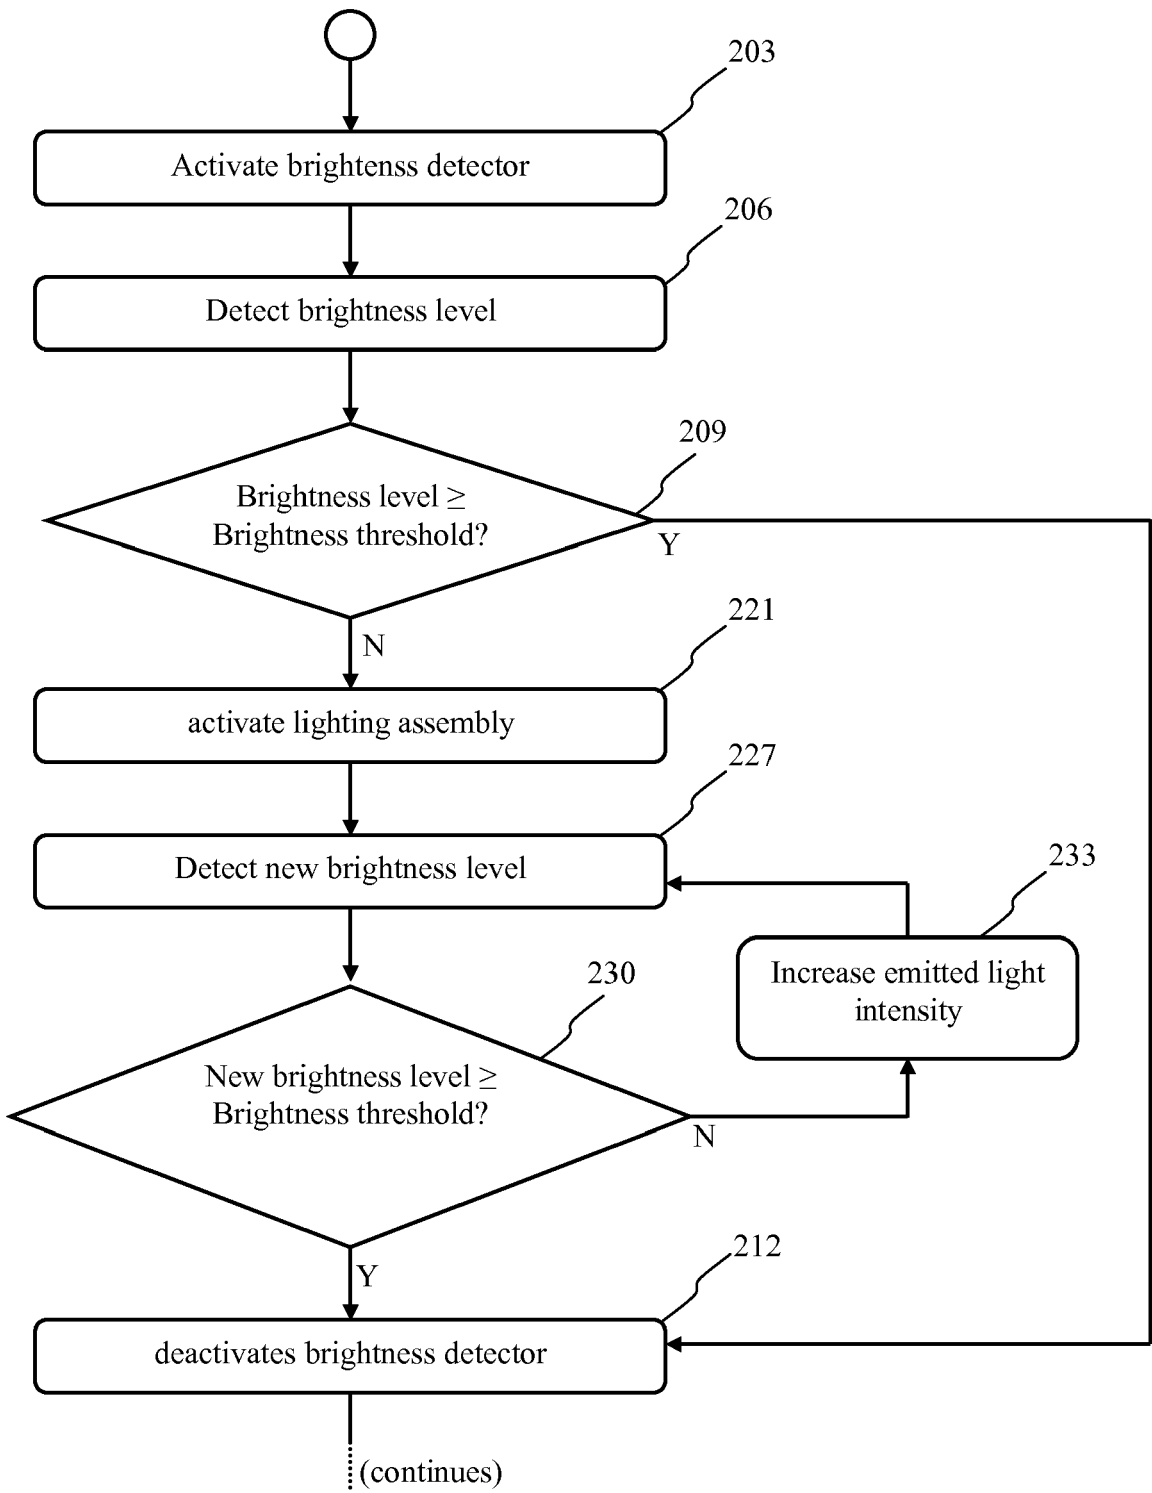 203
Activate brightenss detector
206
Detect brightness level
209
Brightness level ≥
Brightness threshold?
Y
N
221
activate lighting assembly
227
Detect new brightness level
233
Increase emitted light
intensity
230
New brightness level ≥
Brightness threshold?
N
Y
212
deactivates brightness detector
(continues)